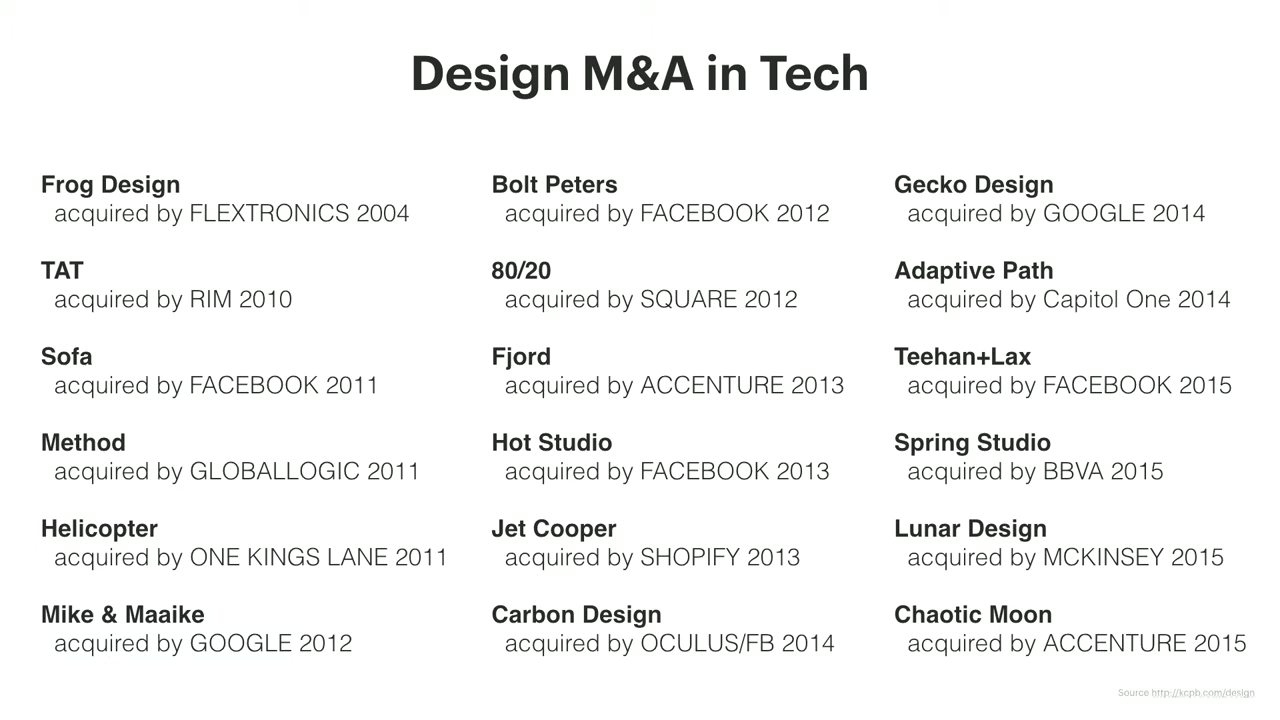 Design M&A in Tech
Frog Design
acquired by FLEXTRONICS 2004
TAT
acquired by RIM 2010
Sofa
acquired by FACEBOOK 2011
Method
acquired by GLOBALLOGIC 2011
Helicopter
acquired by ONE KINGS LANE 2011
Mike & Maaike
acquired by GOOGLE 2012
Bolt Peters
acquired by FACEBOOK 2012
80/20
acquired by SQUARE 2012
Fjord
acquired by ACCENTURE 2013
Hot Studio
acquired by FACEBOOK 2013
Jet Cooper
acquired by SHOPIFY 2013
Carbon Design
acquired by OCULUS/FB 2014
Gecko Design
acquired by GOOGLE 2014
Adaptive Path
acquired by Capitol One 2014
Teehan+Lax
acquired by FACEBOOK 2015
Spring Studio
acquired by BBVA 2015
Lunar Design
acquired by MCKINSEY 2015
Chaotic Moon
acquired by ACCENTURE 2015
Source http://kcpb.com/design